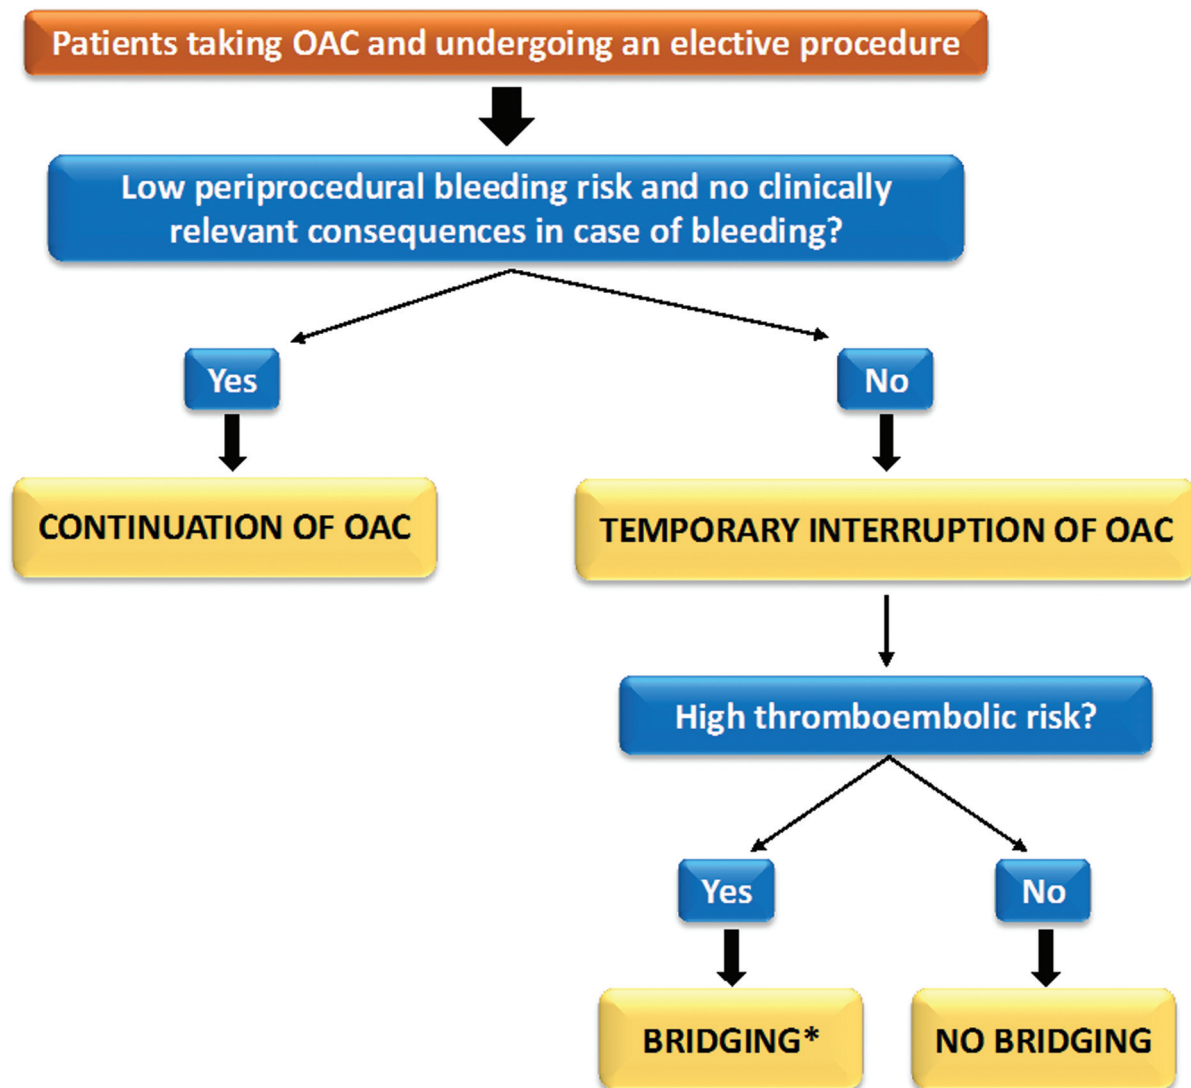 Patients taking OAC and undergoing an elective procedure
Low periprocedural bleeding risk and no clinically
relevant consequences in case of bleeding?
Yes
No
CONTINUATION OF OAC
TEMPORARY INTERRUPTION OF OAC
High thromboembolic risk?
Yes
No
BRIDGING*
NO BRIDGING